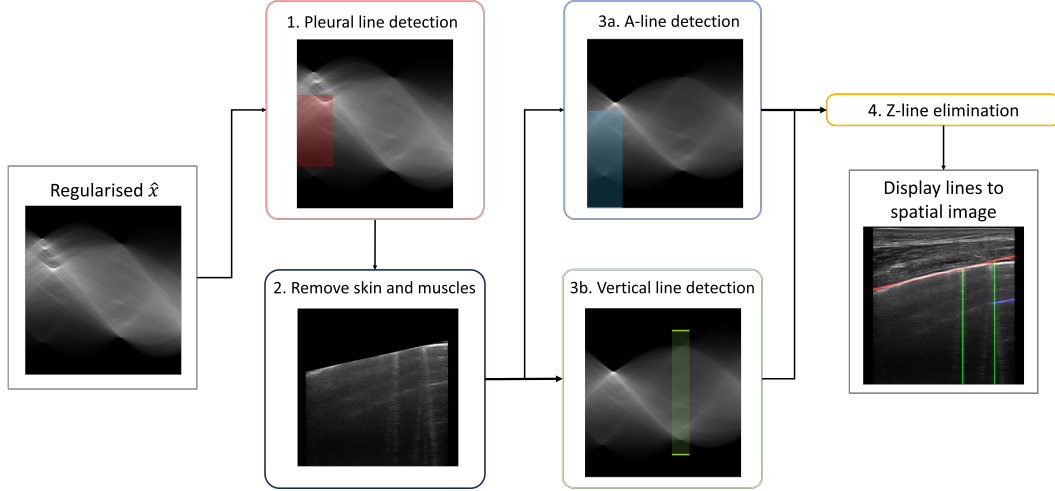 Regularised x̂
1. Pleural line detection
2. Remove skin and muscles
3a. A-line detection
3b. Vertical line detection
4. Z-line elimination
Display lines to
spatial image